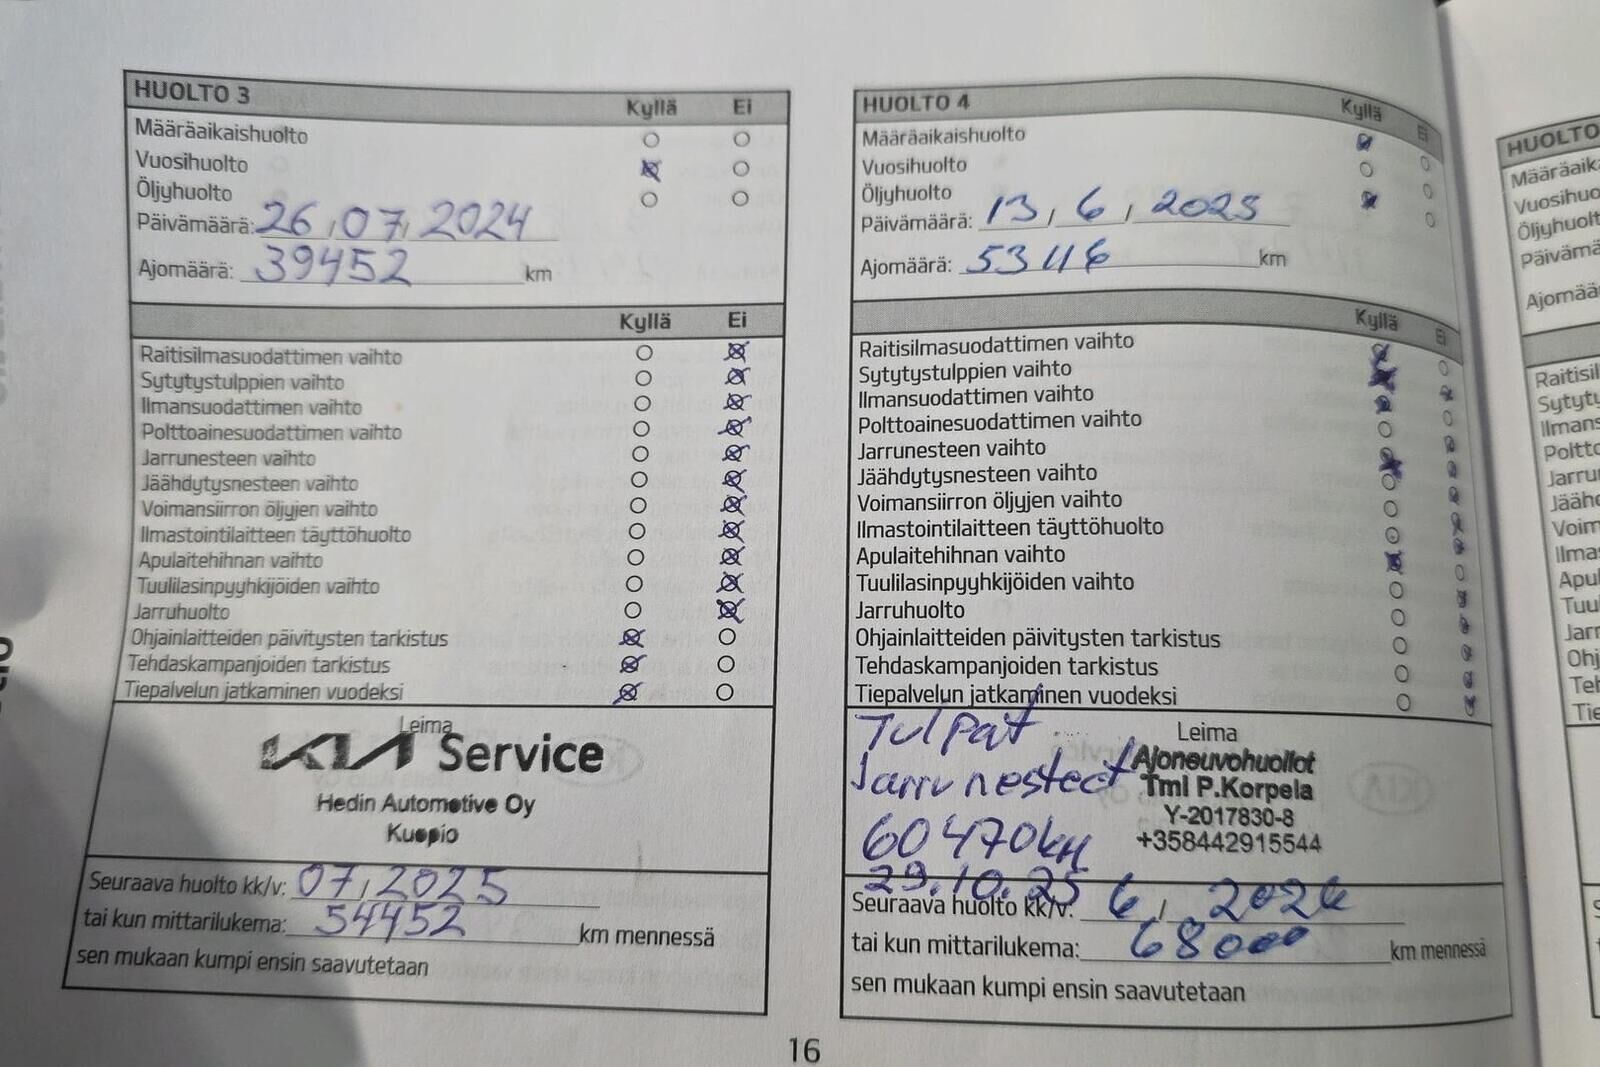 HUOLTO 3
Kyllä Ei
Määräaikaishuolto
Vuosihuolto
Öljyhuolto
Päivämäärä: 26,07,2024
Ajomäärä: 39452 km
Kyllä Ei
Raitisilmasuodattimen vaihto
Sytytystulppien vaihto
Ilmansuodattimen vaihto
Polttoainesuodattimen vaihto
Jarrunesteen vaihto
Jäähdytysnesteen vaihto
Voimansiirron öljyjen vaihto
Ilmastointilaitteen täyttöhuolto
Apulaitehihnan vaihto
Tuulilasinpyyhkijöiden vaihto
Jarruhuolto
Ohjainlaitteiden päivitysten tarkistus
Tehdaskampanjoiden tarkistus
Tiepalvelun jatkaminen vuodeksi
Leima
KIA Service
Hedin Automotive Oy
Kuopio
Seuraava huolto kk/v: 07,2025
tai kun mittarilukema: 54452 km mennessä
sen mukaan kumpi ensin saavutetaan
HUOLTO 4
Kyllä Ei
Määräaikaishuolto
Vuosihuolto
Öljyhuolto
Päivämäärä: 13, 6, 2025
Ajomäärä: 53116 km
Kyllä Ei
Raitisilmasuodattimen vaihto
Sytytystulppien vaihto
Ilmansuodattimen vaihto
Polttoainesuodattimen vaihto
Jarrunesteen vaihto
Jäähdytysnesteen vaihto
Voimansiirron öljyjen vaihto
Ilmastointilaitteen täyttöhuolto
Apulaitehihnan vaihto
Tuulilasinpyyhkijöiden vaihto
Jarruhuolto
Ohjainlaitteiden päivitysten tarkistus
Tehdaskampanjoiden tarkistus
Tiepalvelun jatkaminen vuodeksi
Tulpat
Jarrunesteet
60470km
29.10.25
Leima
Ajoneuvohuollot
Tmi P.Korpela
Y-2017830-8
+358442915544
Seuraava huolto kk/v: 6, 2026
tai kun mittarilukema: 68000 km mennessä
sen mukaan kumpi ensin saavutetaan
16
HUOLTO